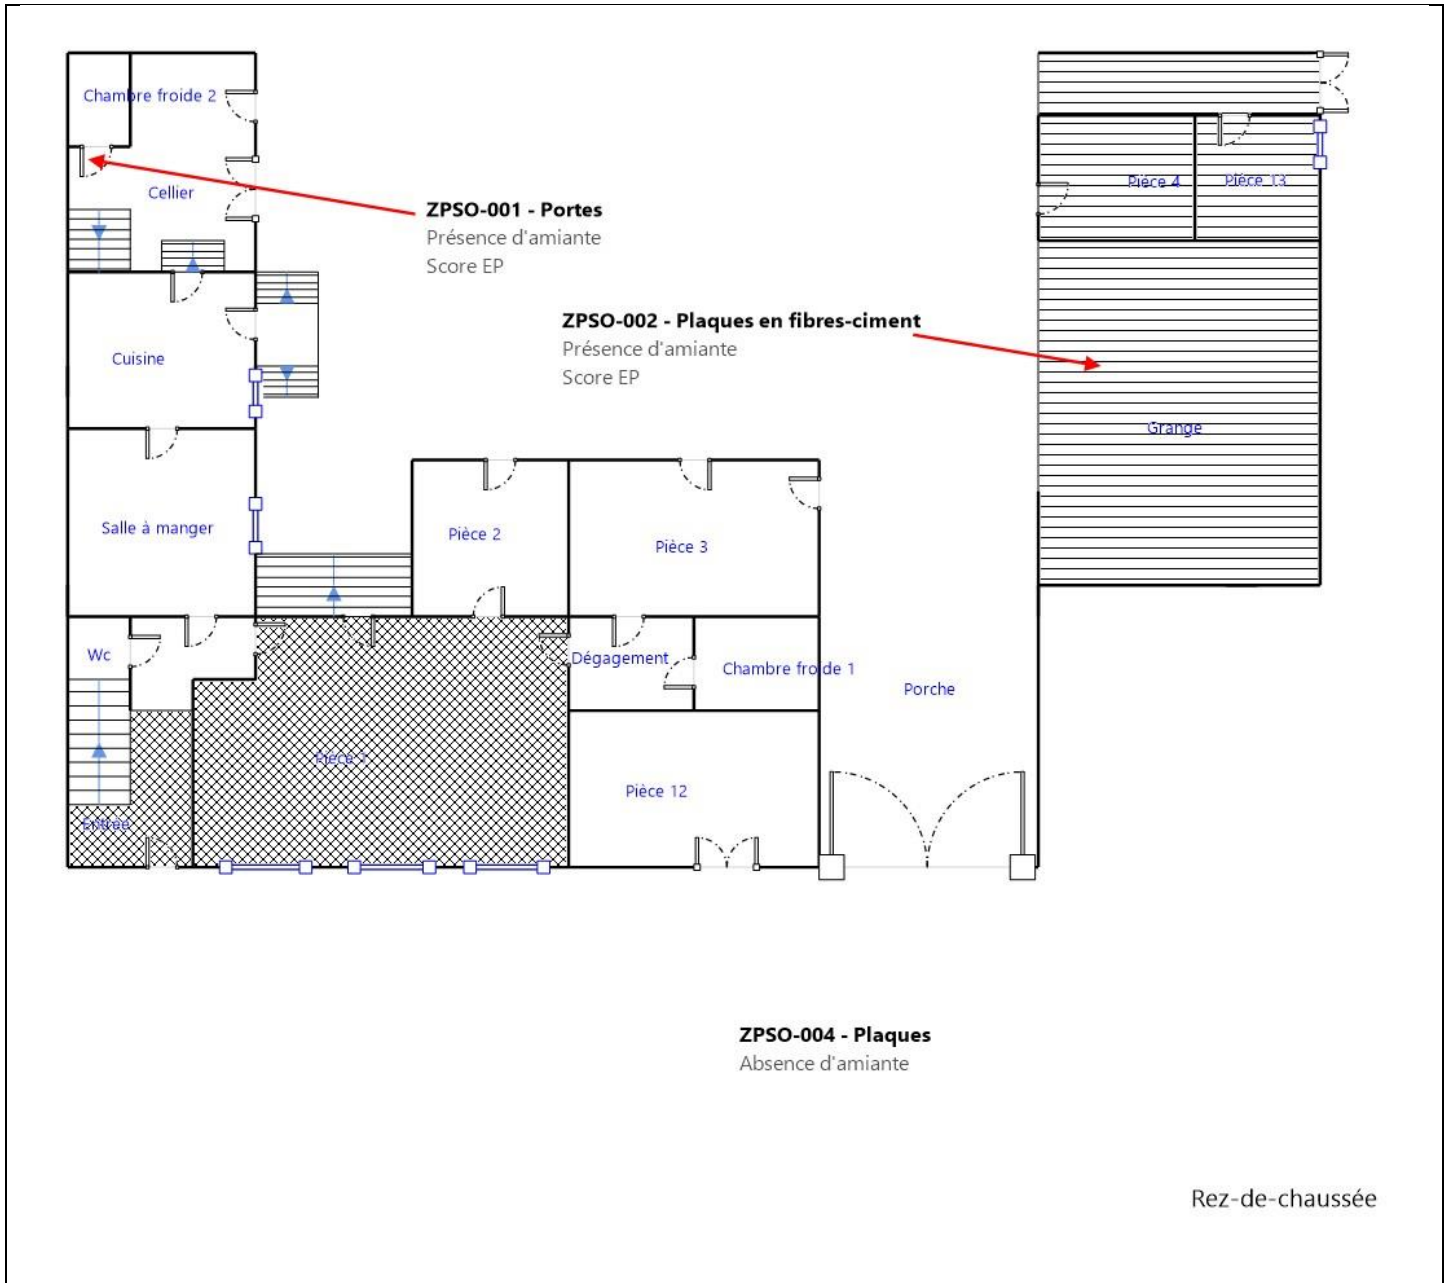 Chambre froide 2
Cellier
ZPSO-001 - Portes
Présence d'amiante
Score EP
Pièce 4
Pièce 13
ZPSO-002 - Plaques en fibres-ciment
Présence d'amiante
Score EP
Cuisine
Grange
Salle à manger
Pièce 2
Pièce 3
Wc
Dégagement
Chambre froide 1
Porche
Pièce 1
Pièce 12
Entrée
ZPSO-004 - Plaques
Absence d'amiante
Rez-de-chaussée